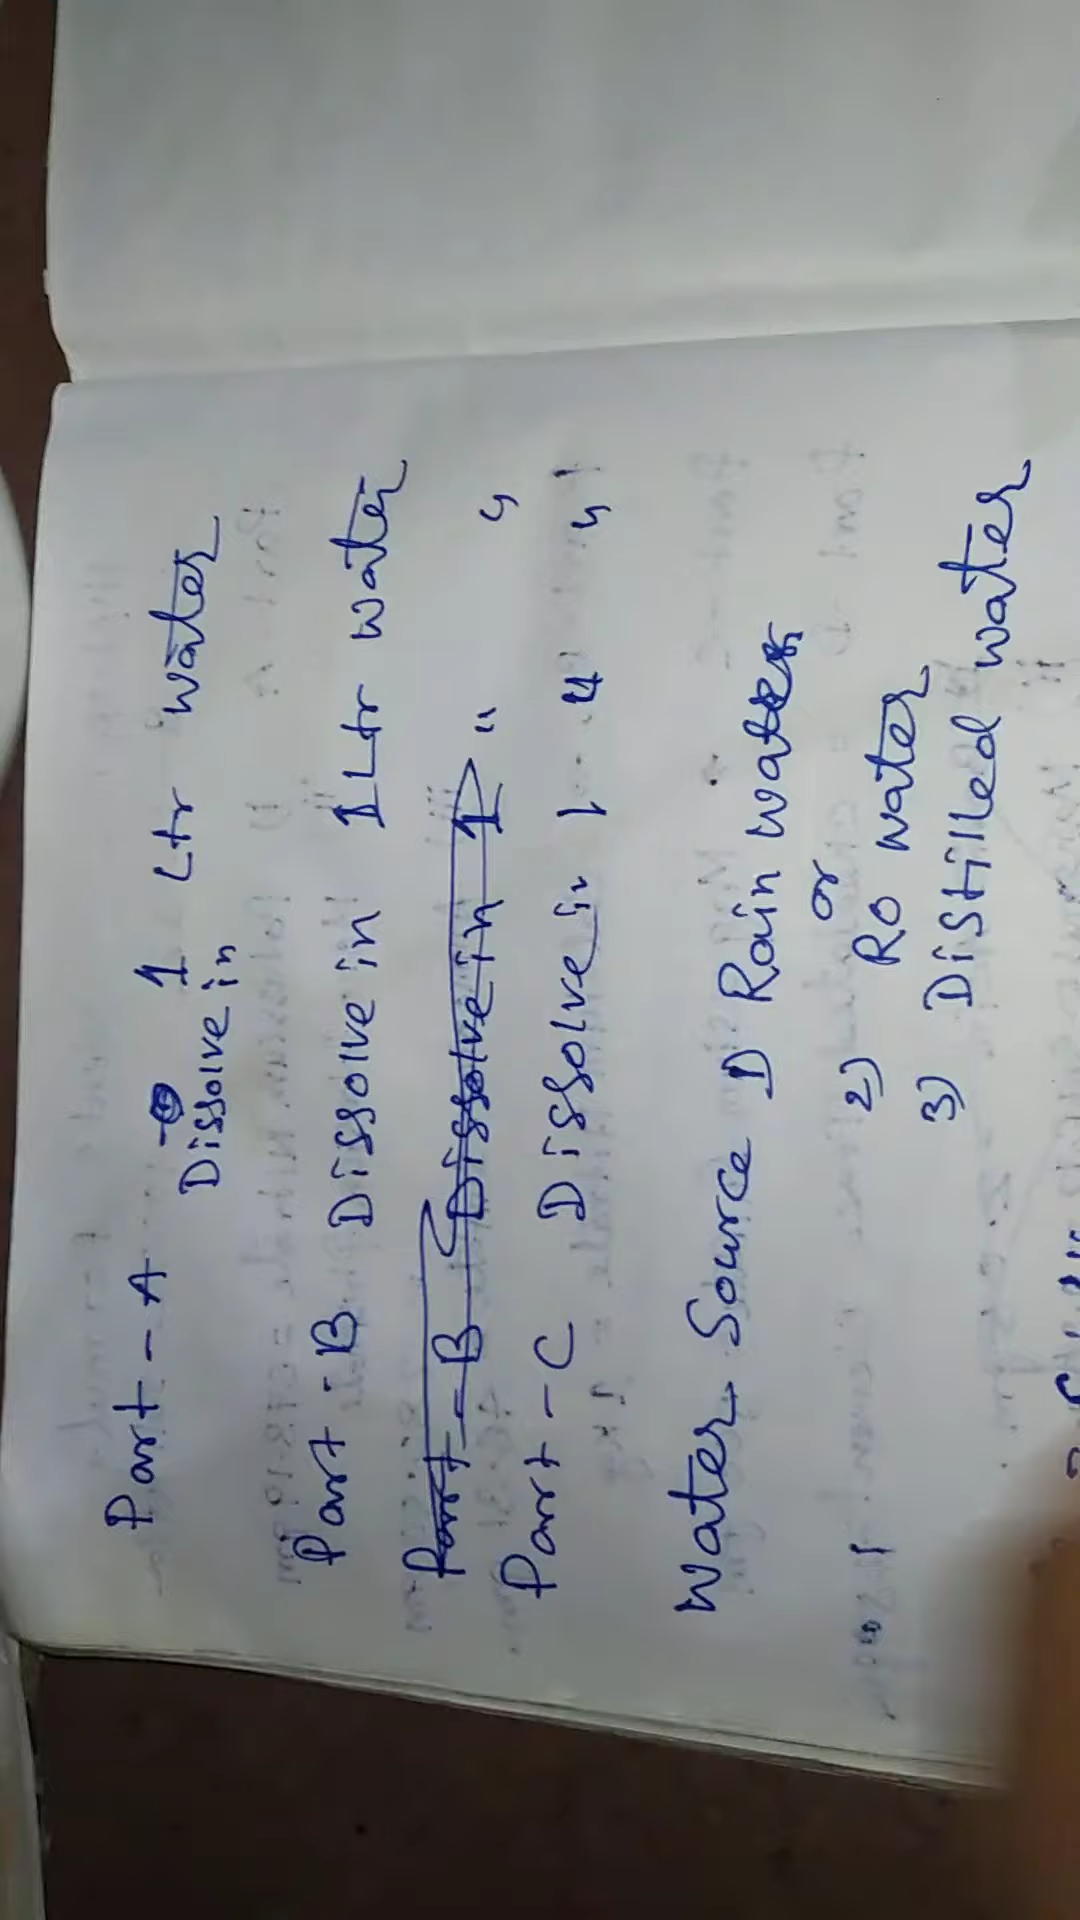 Part - A Dissolve in 1 Ltr water
Part - B Dissolve in 1 Ltr water
Part - B Dissolve in 1 " "
Part - C Dissolve in 1 " "
Water Source 1) Rain water
or
2) RO water
3) Distilled water